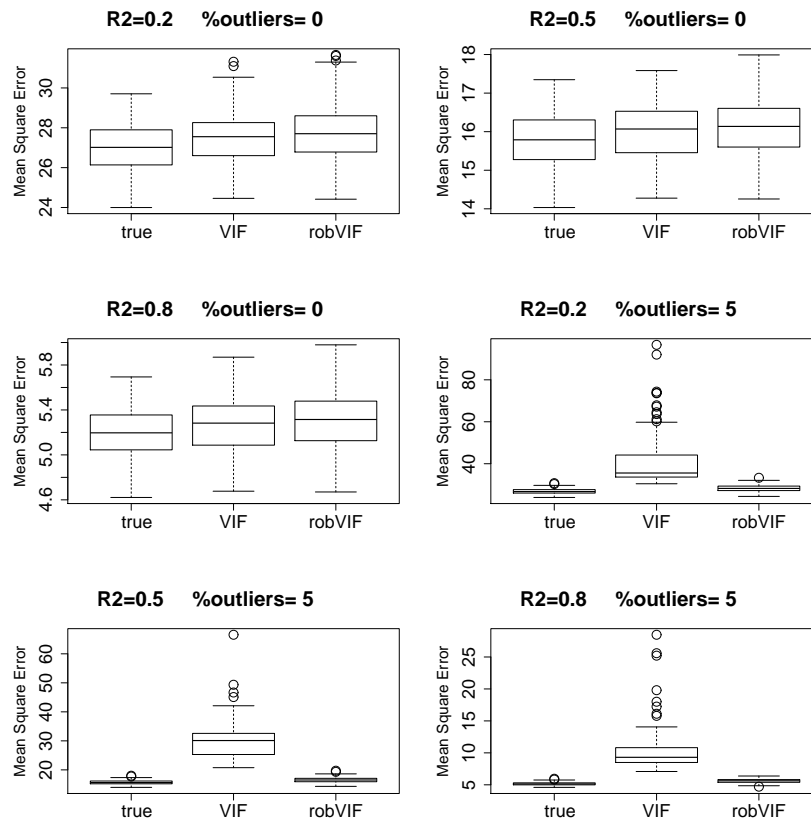 R2=0.2 %outliers= 0
Mean Square Error
24 26 28 30
true VIF robVIF
R2=0.5 %outliers= 0
Mean Square Error
14 15 16 17 18
true VIF robVIF
R2=0.8 %outliers= 0
Mean Square Error
4.6 5.0 5.4 5.8
true VIF robVIF
R2=0.2 %outliers= 5
Mean Square Error
40 60 80
true VIF robVIF
R2=0.5 %outliers= 5
Mean Square Error
20 30 40 50 60
true VIF robVIF
R2=0.8 %outliers= 5
Mean Square Error
5 10 15 20 25
true VIF robVIF